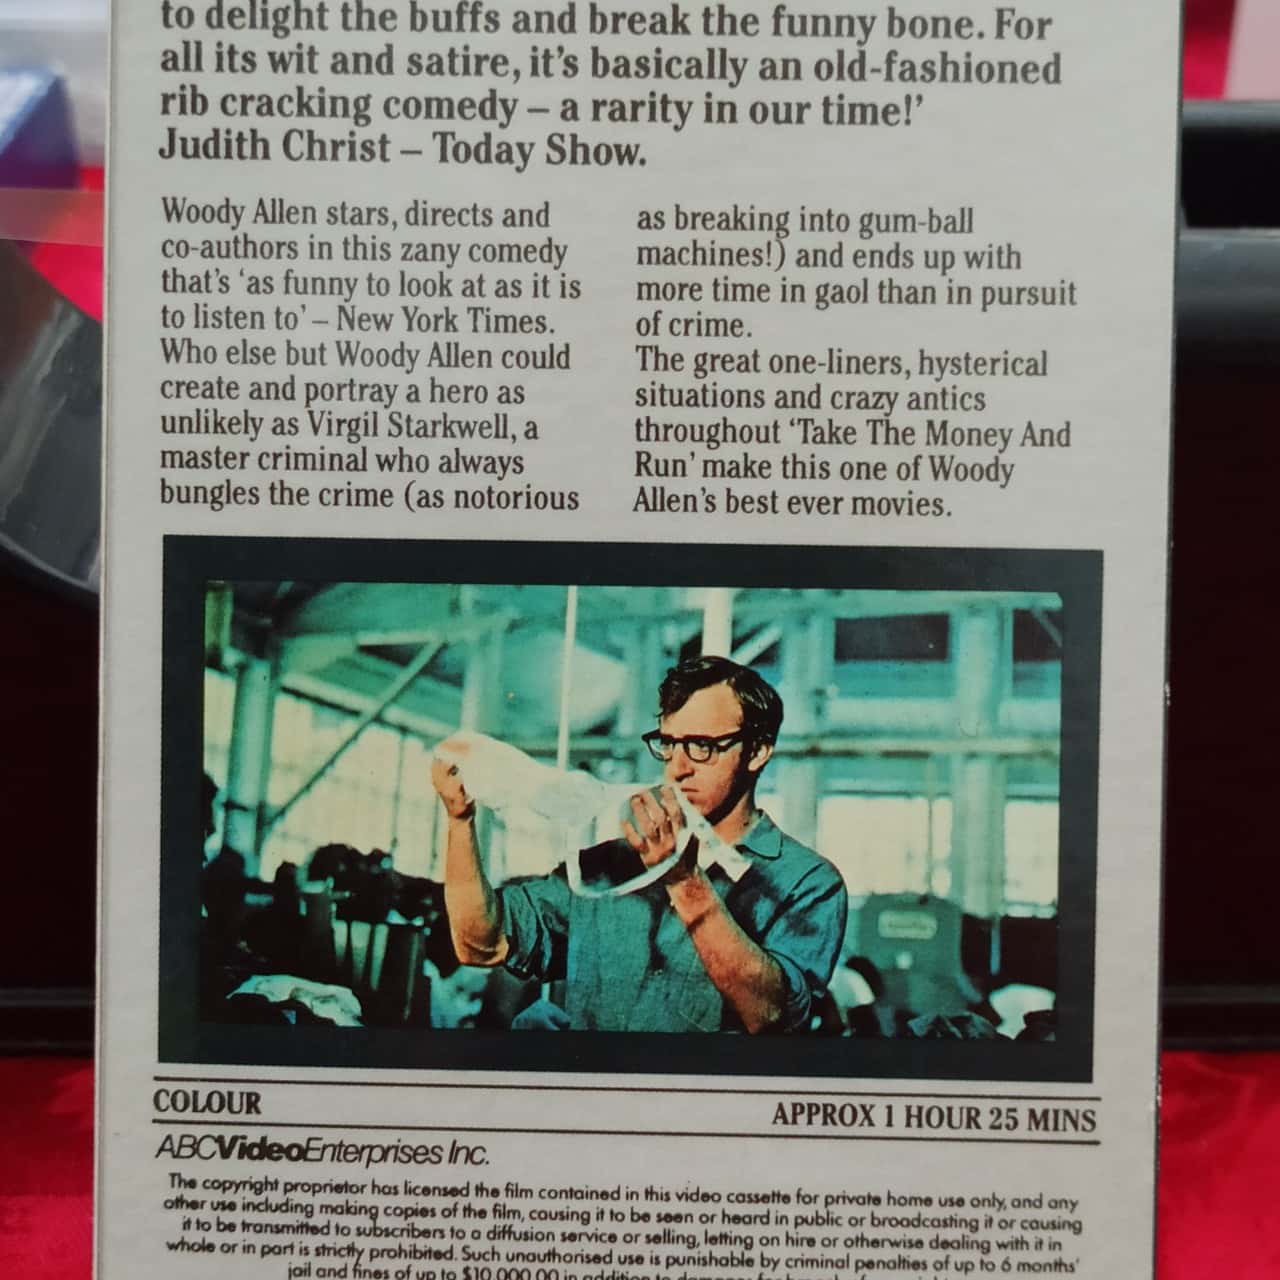 to delight the buffs and break the funny bone. For
all its wit and satire, it's basically an old-fashioned
rib cracking comedy – a rarity in our time!'
Judith Christ – Today Show.
Woody Allen stars, directs and
co-authors in this zany comedy
that's 'as funny to look at as it is
to listen to' – New York Times.
Who else but Woody Allen could
create and portray a hero as
unlikely as Virgil Starkwell, a
master criminal who always
bungles the crime (as notorious
as breaking into gum-ball
machines!) and ends up with
more time in gaol than in pursuit
of crime.
The great one-liners, hysterical
situations and crazy antics
throughout 'Take The Money And
Run' make this one of Woody
Allen's best ever movies.
COLOUR
APPROX 1 HOUR 25 MINS
ABCVideoEnterprises Inc.
The copyright proprietor has licensed the film contained in this video cassette for private home use only, and any
other use including making copies of the film, causing it to be seen or heard in public or broadcasting it or causing
it to be transmitted to subscribers to a diffusion service or selling, letting on hire or otherwise dealing with it in
whole or in part is strictly prohibited. Such unauthorised use is punishable by criminal penalties of up to 6 months'
jail and fines of up to $10,000.00 in addition to